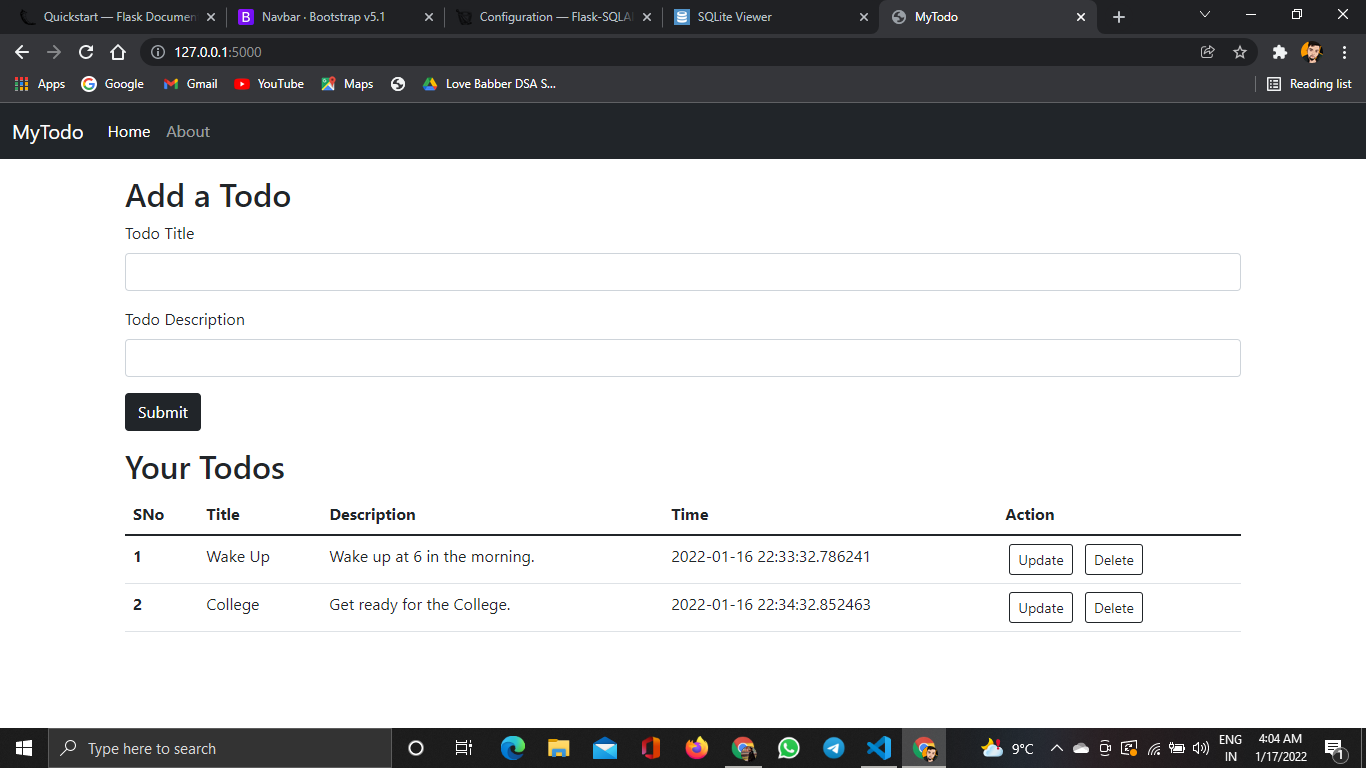 Quickstart — Flask Documen
Navbar · Bootstrap v5.1
Configuration — Flask-SQLA
SQLite Viewer
MyTodo
127.0.0.1:5000
Apps Google Gmail YouTube Maps Love Babber DSA S... Reading list
MyTodo Home About
Add a Todo
Todo Title
Todo Description
Submit
Your Todos
SNo Title Description Time Action
1 Wake Up Wake up at 6 in the morning. 2022-01-16 22:33:32.786241 Update Delete
2 College Get ready for the College. 2022-01-16 22:34:32.852463 Update Delete
Type here to search
9°C
ENG
IN
4:04 AM
1/17/2022
1